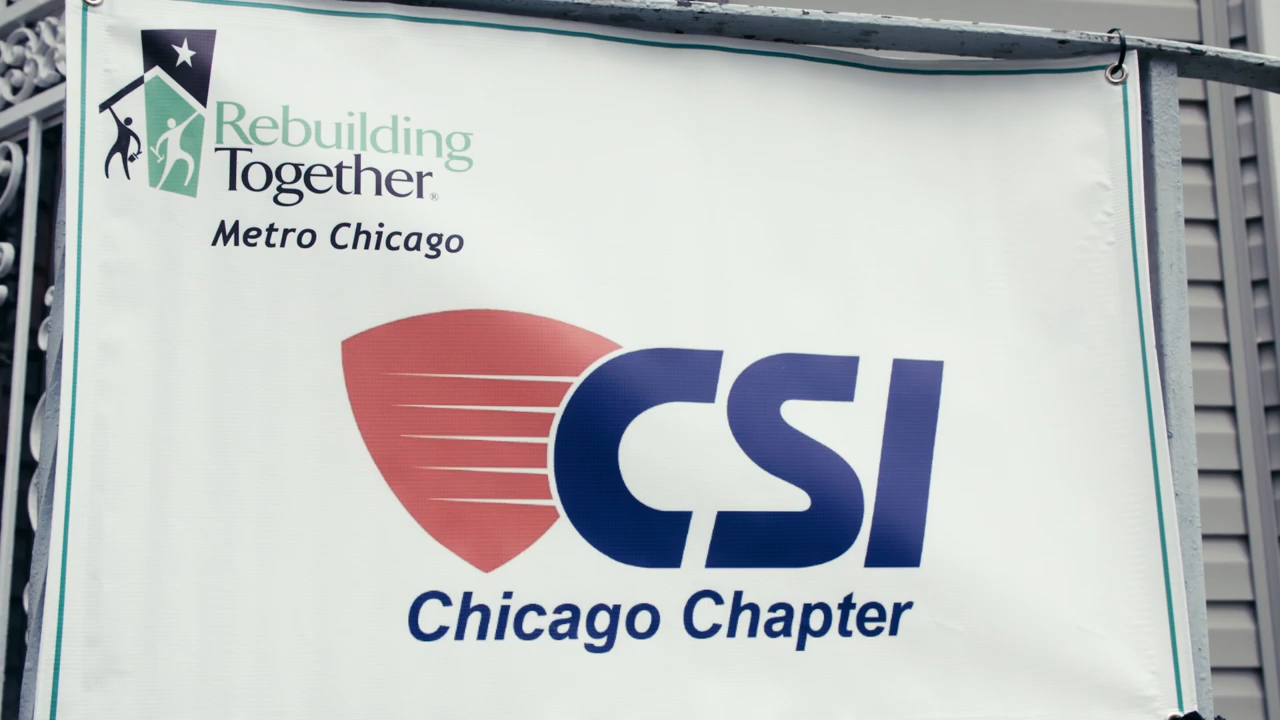 Rebuilding
Together®
Metro Chicago
CSI
Chicago Chapter